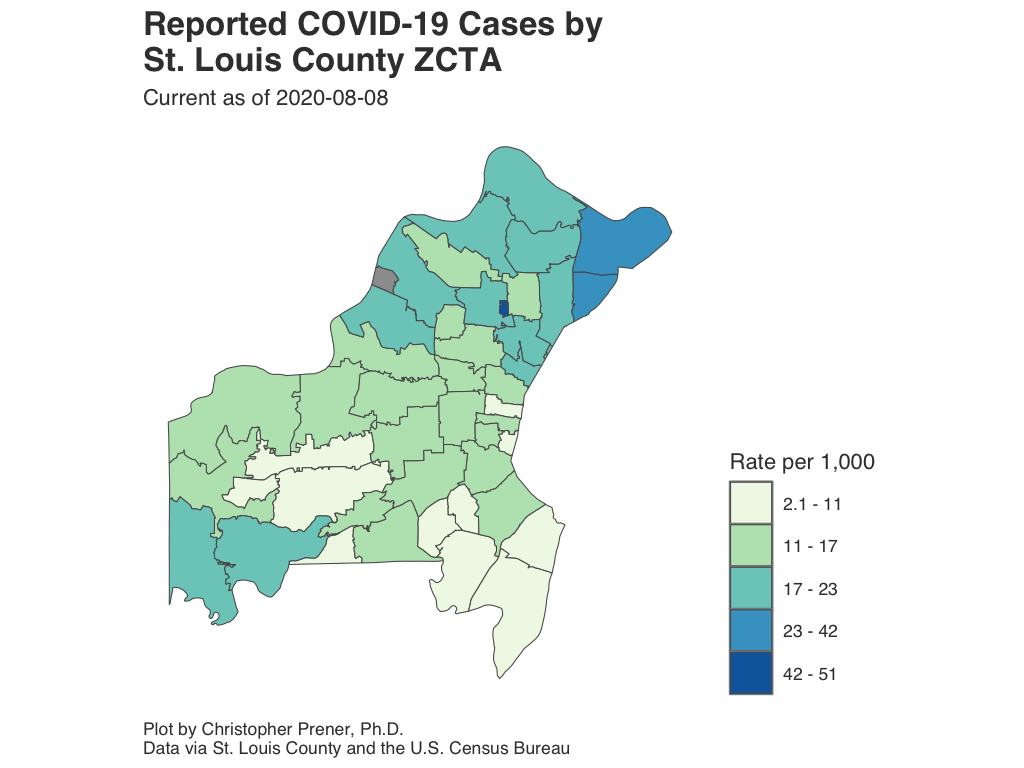 Reported COVID-19 Cases by
St. Louis County ZCTA
Current as of 2020-08-08
Rate per 1,000
2.1 - 11
11 - 17
17 - 23
23 - 42
42 - 51
Plot by Christopher Prener, Ph.D.
Data via St. Louis County and the U.S. Census Bureau